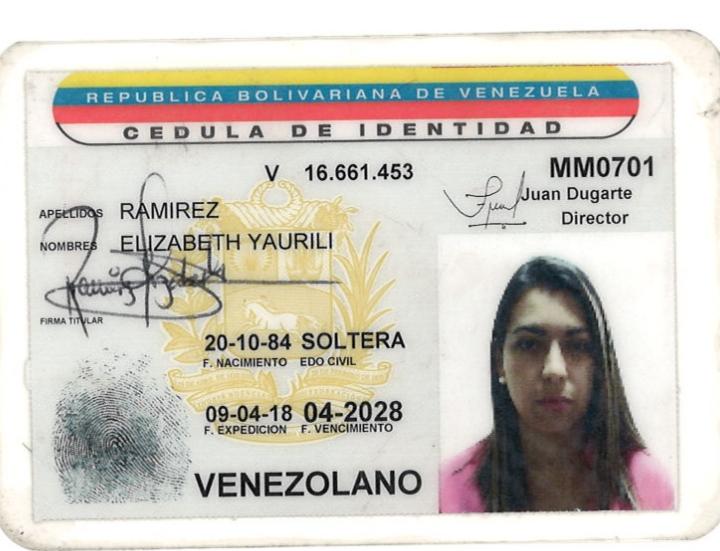 REPUBLICA BOLIVARIANA DE VENEZUELA
CEDULA DE IDENTIDAD
V 16.661.453 MM0701
Juan Dugarte
Director
APELLIDOS RAMIREZ
NOMBRES ELIZABETH YAURILI
FIRMA TITULAR
20-10-84 SOLTERA
F. NACIMIENTO EDO CIVIL
09-04-18 04-2028
F. EXPEDICION F. VENCIMIENTO
VENEZOLANO